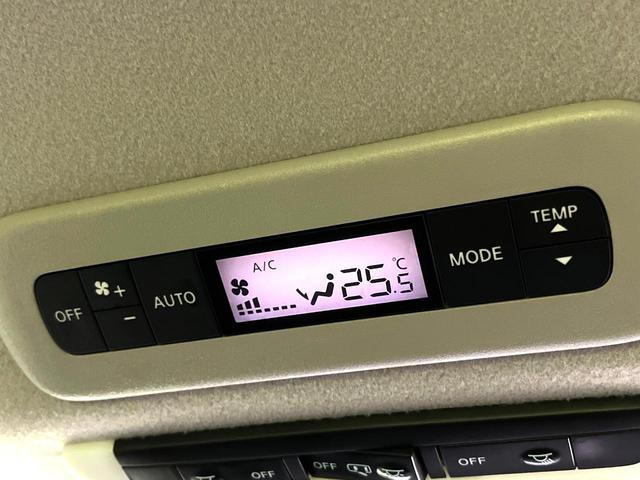 OFF
+
−
AUTO
A/C
25.5
°C
MODE
TEMP
OFF
OFF
OFF